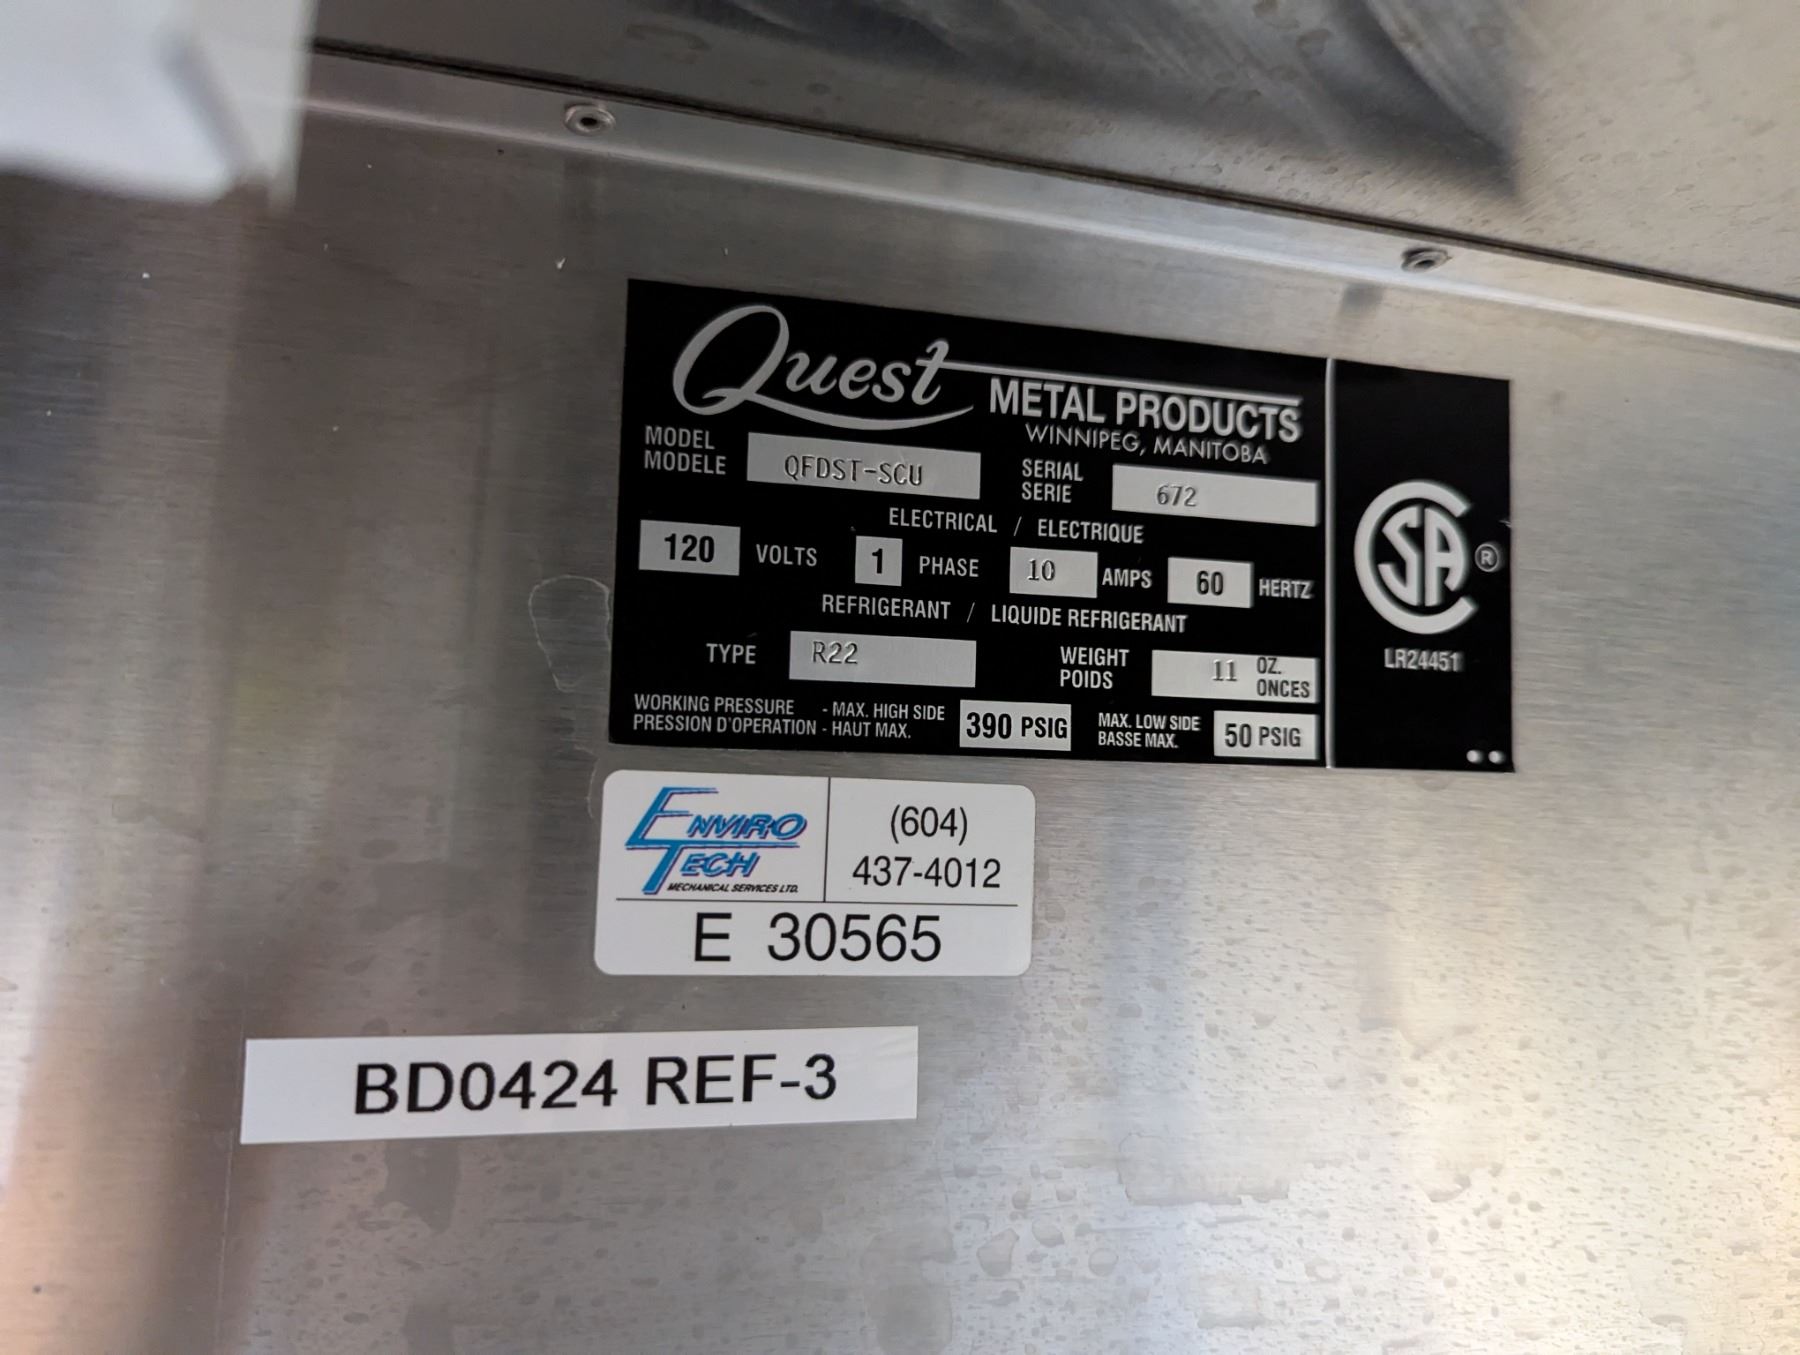 Quest METAL PRODUCTS
WINNIPEG, MANITOBA
MODEL
MODELE
QFDST-SCU
SERIAL
SERIE
672
ELECTRICAL / ELECTRIQUE
120 VOLTS 1 PHASE 10 AMPS 60 HERTZ
REFRIGERANT / LIQUIDE REFRIGERANT
TYPE R22
WEIGHT
POIDS
11 OZ.
ONCES
WORKING PRESSURE - MAX. HIGH SIDE
PRESSION D'OPERATION - HAUT MAX.
390 PSIG
MAX. LOW SIDE
BASSE MAX.
50 PSIG
CSA ®
LR24451
ENVIRO
TECH
MECHANICAL SERVICES LTD.
(604)
437-4012
E 30565
BD0424 REF-3